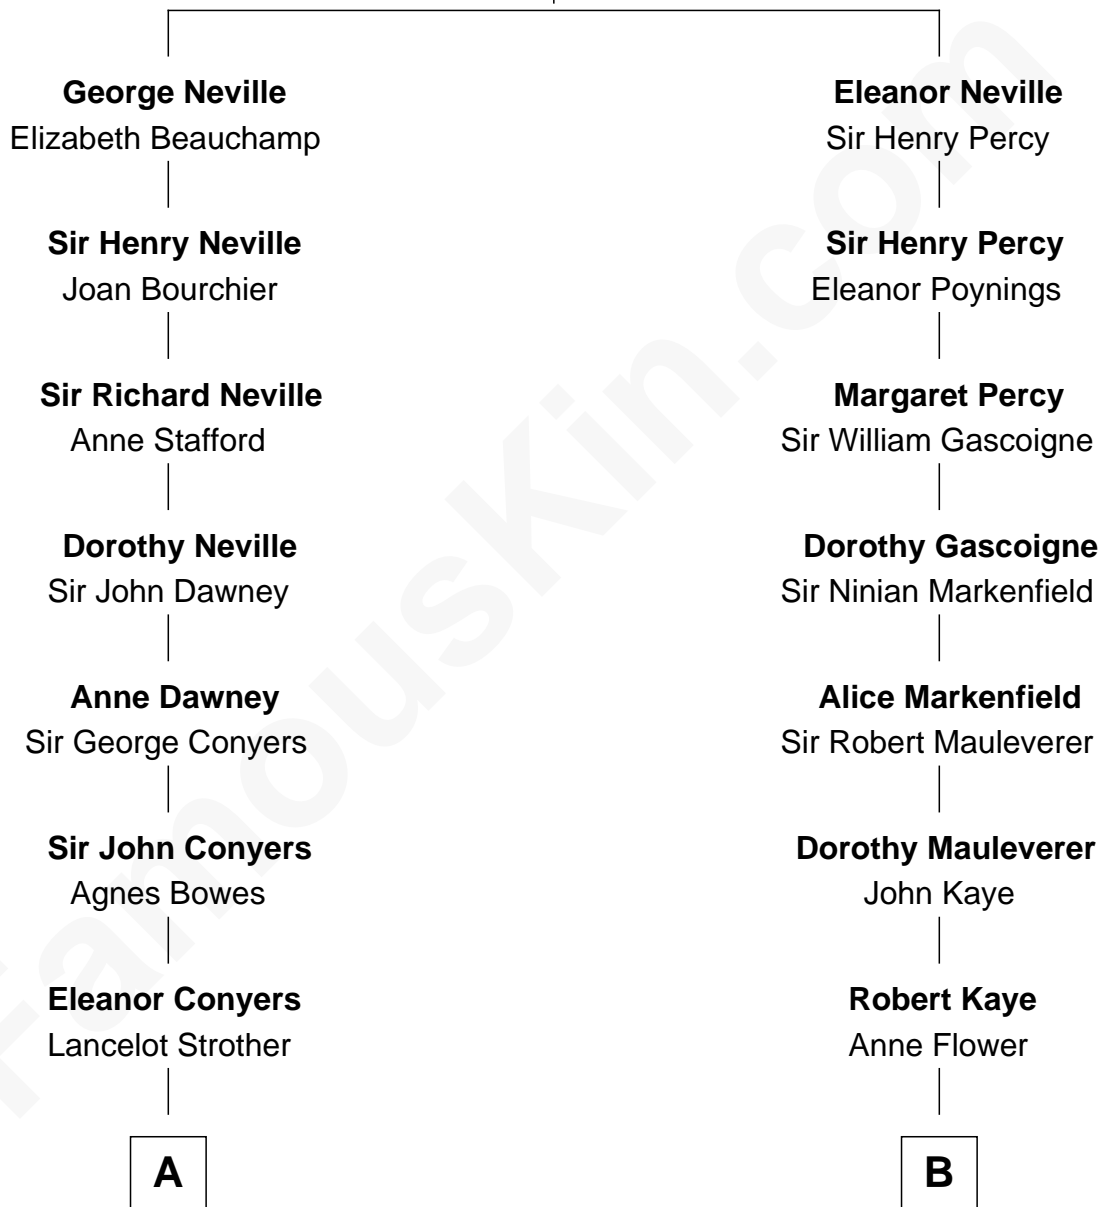 George Neville
Elizabeth Beauchamp
Sir Henry Neville
Joan Bourchier
Sir Richard Neville
Anne Stafford
Dorothy Neville
Sir John Dawney
Anne Dawney
Sir George Conyers
Sir John Conyers
Agnes Bowes
Eleanor Conyers
Lancelot Strother
A
Eleanor Neville
Sir Henry Percy
Sir Henry Percy
Eleanor Poynings
Margaret Percy
Sir William Gascoigne
Dorothy Gascoigne
Sir Ninian Markenfield
Alice Markenfield
Sir Robert Mauleverer
Dorothy Mauleverer
John Kaye
Robert Kaye
Anne Flower
B
FamousKin.com